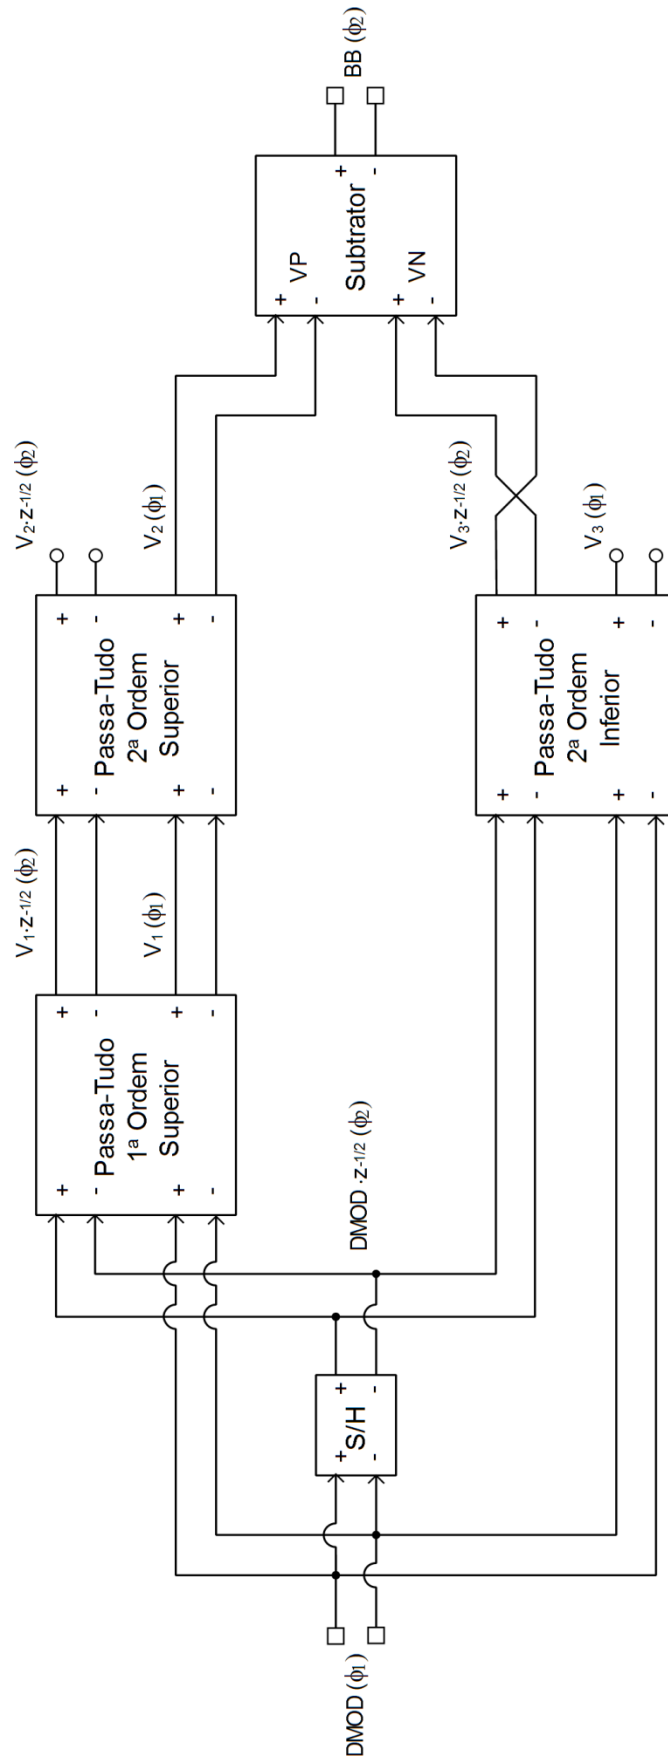 DMOD (ϕ1)
+ S/H +
- -
DMOD ·z-1/2 (ϕ2)
+ +
- Passa-Tudo -
1ª Ordem
+ Superior +
- -
V1·z-1/2 (ϕ2)
V1 (ϕ1)
+ +
- Passa-Tudo -
2ª Ordem
+ Superior +
- -
V2·z-1/2 (ϕ2)
V2 (ϕ1)
+ +
- Passa-Tudo -
2ª Ordem
+ Inferior +
- -
V3·z-1/2 (ϕ2)
V3 (ϕ1)
+ VP
-
Subtrator +
-
+ VN
-
BB (ϕ2)